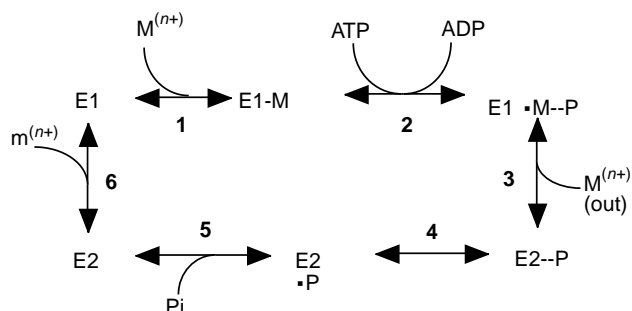 M(n+)
ATP ADP
E1 1 E1-M 2 E1 ▪M--P
m(n+) 6 3 M(n+)
(out)
E2 5 E2 4 E2--P
▪P
Pi